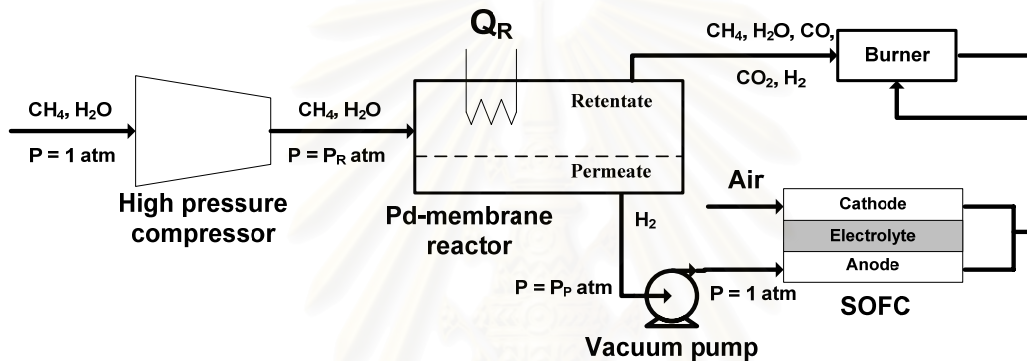 Q_R
CH₄, H₂O, CO,
CO₂, H₂
Burner
CH₄, H₂O
P = 1 atm
CH₄, H₂O
P = P_R atm
Retentate
Permeate
High pressure
compressor
Pd-membrane
reactor
H₂
P = P_P atm
Vacuum pump
Air
P = 1 atm
Cathode
Electrolyte
Anode
SOFC